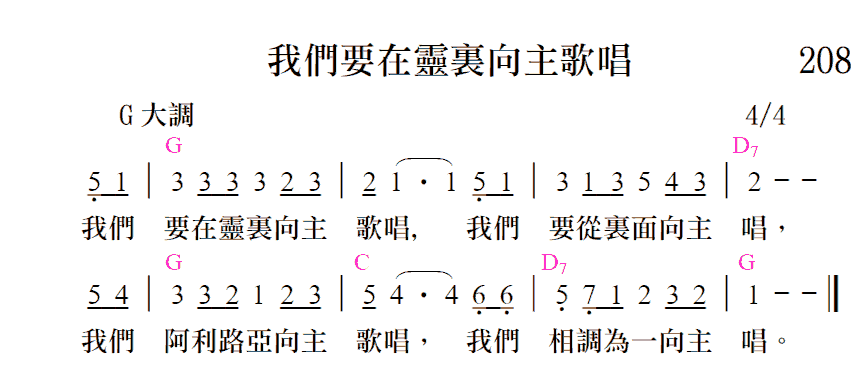 我們要在靈裏向主歌唱 208
G 大調 4/4
G D7
5 1 | 3 3 3 3 2 3 | 2 1 · 1 5 1 | 3 1 3 5 4 3 | 2 - -
我們 要在靈裏向主 歌唱, 我們 要從裏面向主 唱，
G C D7 G
5 4 | 3 3 2 1 2 3 | 5 4 · 4 6 6 | 5 7 1 2 3 2 | 1 - - ‖
我們 阿利路亞向主 歌唱， 我們 相調為一向主 唱。